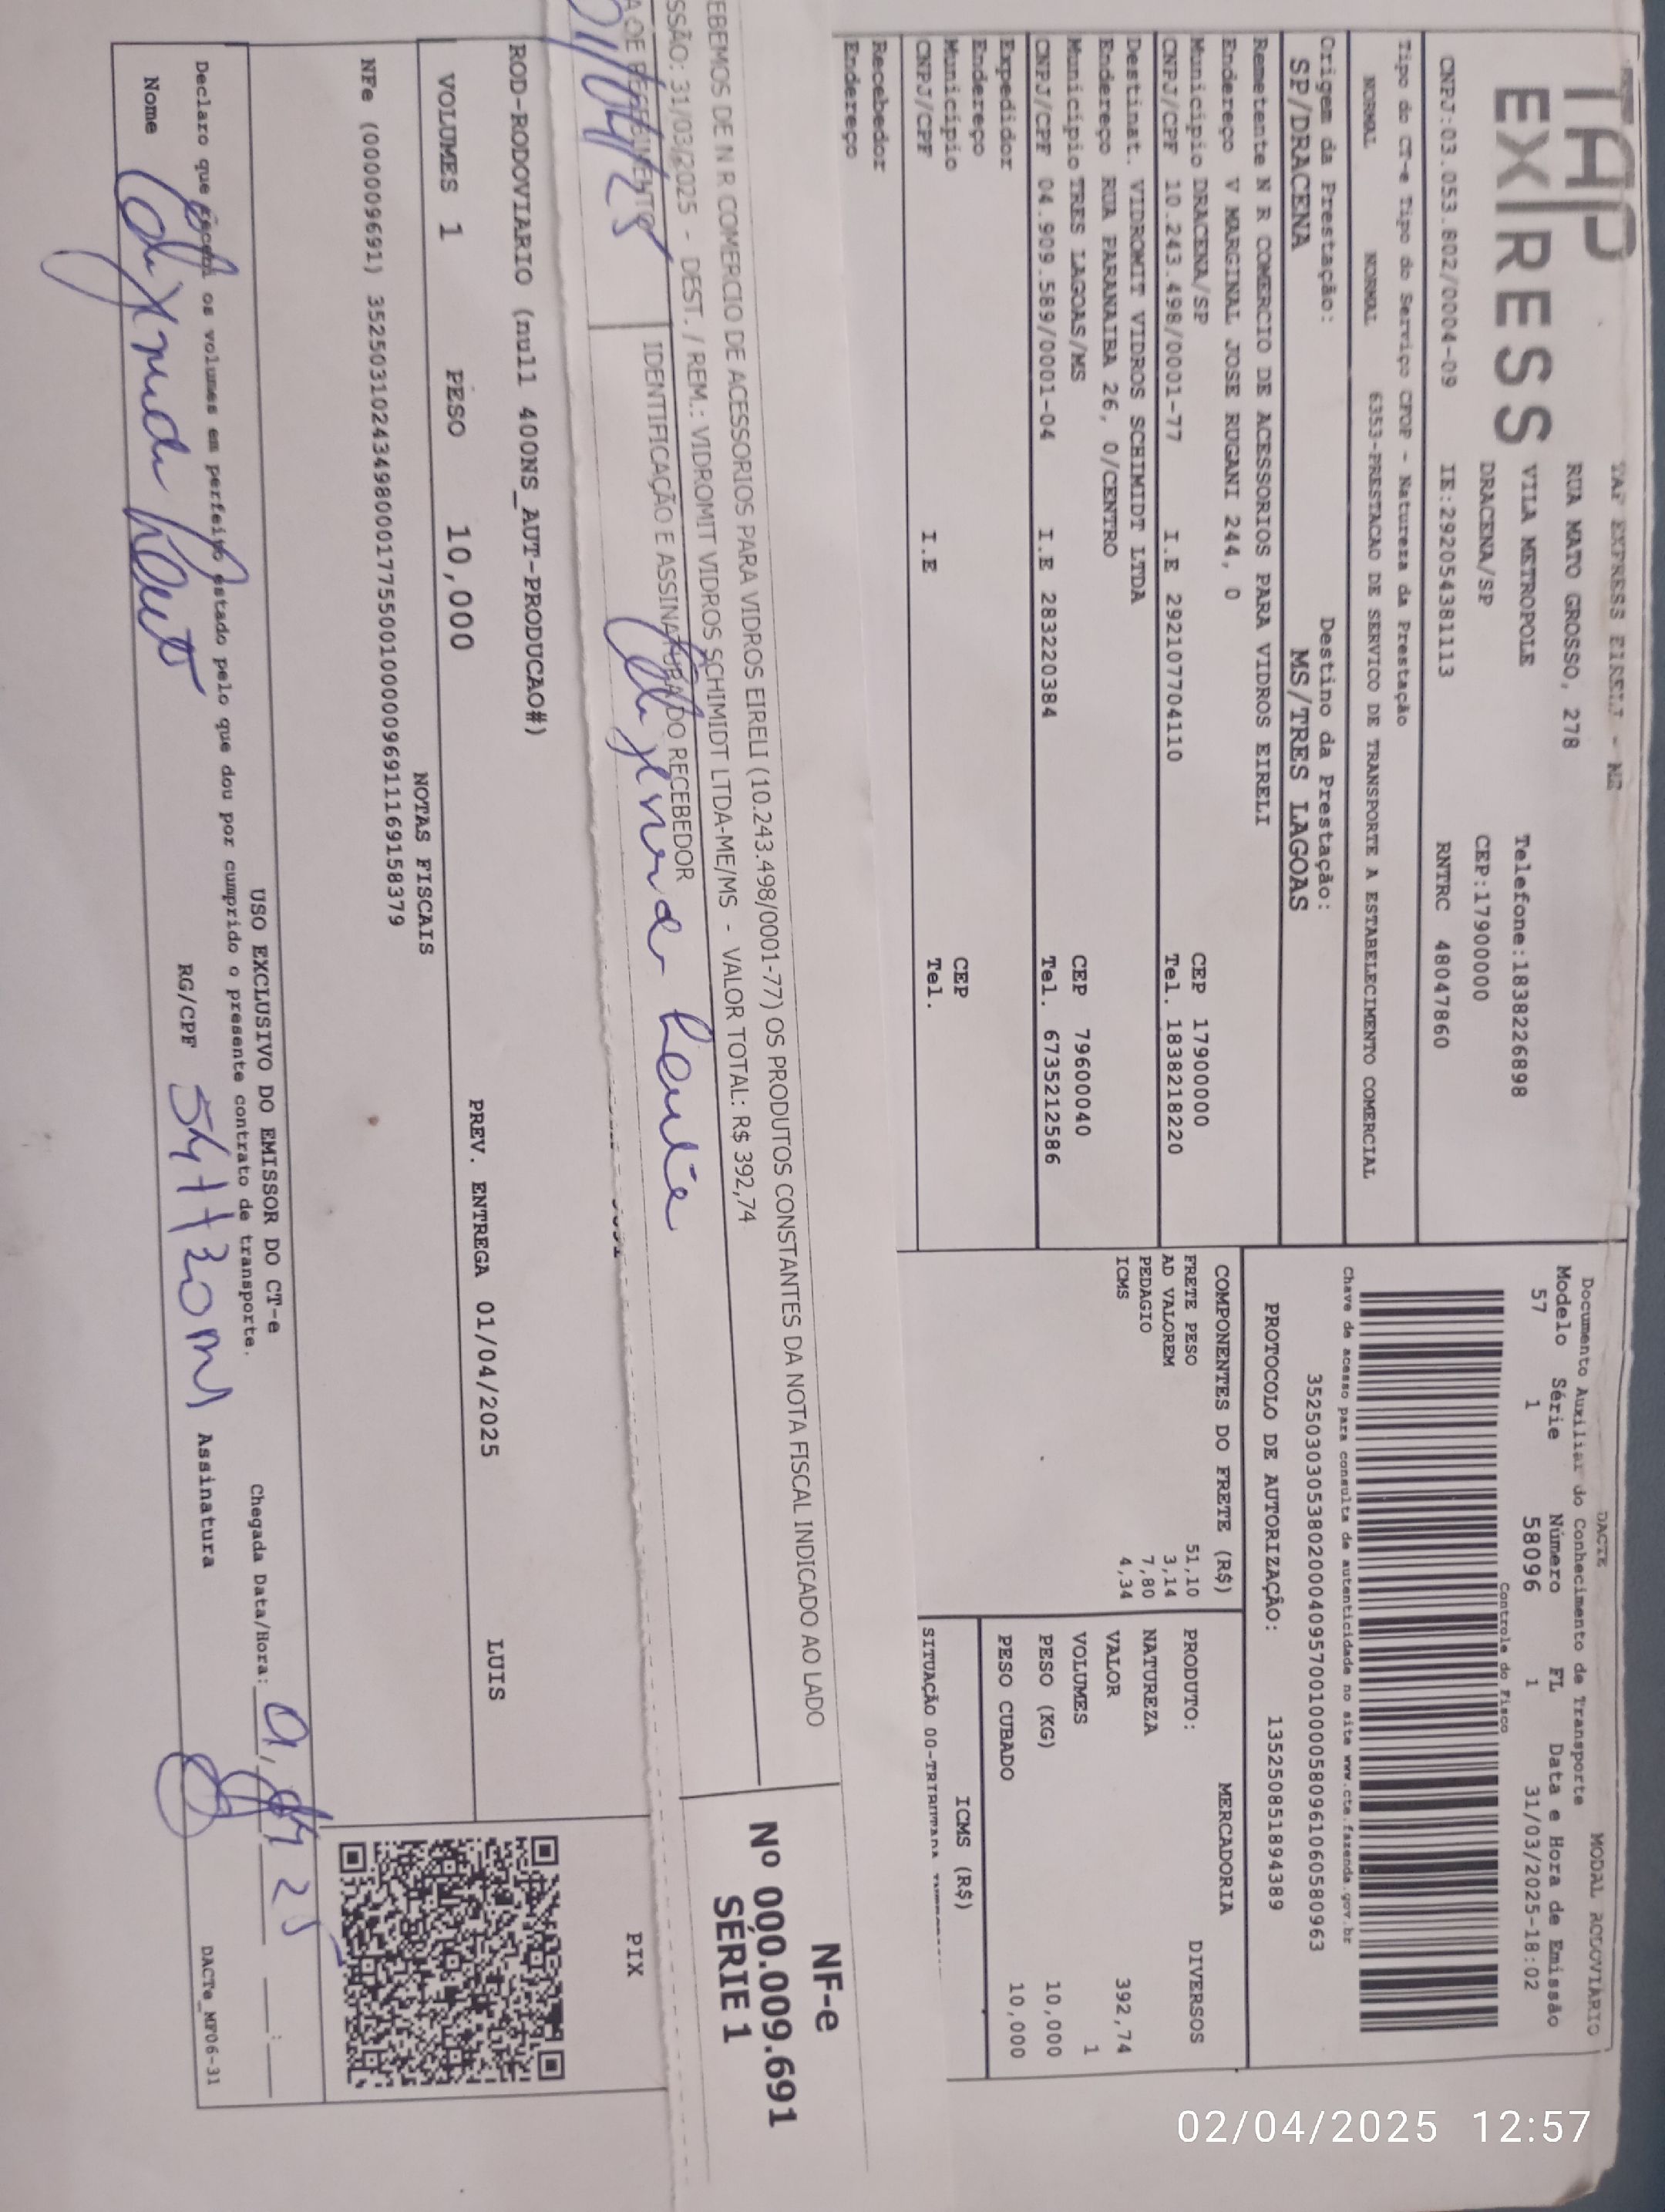 TAP
EXPRESS
TAP EXPRESS EIRELI - ME
RUA MATO GROSSO, 278
VILA METROPOLE Telefone:1838226898
DRACENA/SP CEP:17900000
CNPJ:03.053.802/0004-09 IE:292054381113 RNTRC 48047860
Tipo do CT-e Tipo do Serviço CFOP - Natureza da Prestação
NORMAL NORMAL 6353-PRESTACAO DE SERVICO DE TRANSPORTE A ESTABELECIMENTO COMERCIAL
Origem da Prestação: Destino da Prestação:
SP/DRACENA MS/TRES LAGOAS
Remetente N R COMERCIO DE ACESSORIOS PARA VIDROS EIRELI
Endereço V MARGINAL JOSE RUGANI 244, 0
Municipio DRACENA/SP CEP 17900000
CNPJ/CPF 10.243.498/0001-77 I.E 292107704110 Tel. 1838218220
Destinat. VIDROMIT VIDROS SCHIMIDT LTDA
Endereço RUA PARANAIBA 26, 0/CENTRO
Municipio TRES LAGOAS/MS CEP 79600040
CNPJ/CPF 04.909.589/0001-04 I.E 283220384 Tel. 6735212586
Expedidor
Endereço
Municipio CEP
CNPJ/CPF I.E Tel.
Recebedor
Endereço
DACTE MODAL RODOVIÁRIO
Documento Auxiliar do Conhecimento de Transporte
Modelo Série Número FL Data e Hora de Emissão
57 1 58096 1 31/03/2025-18:02
Controle do Fisco
Chave de acesso para consulta de autenticidade no site www.cte.fazenda.gov.br
35250303053802000409570010000580961060580963
PROTOCOLO DE AUTORIZAÇÃO: 135250851894389
COMPONENTES DO FRETE (R$)
FRETE PESO 51,10
AD VALOREM 3,14
PEDAGIO 7,80
ICMS 4,34
MERCADORIA
PRODUTO: DIVERSOS
NATUREZA
VALOR 392,74
VOLUMES 1
PESO (KG) 10,000
PESO CUBADO 10,000
ICMS (R$)
SITUAÇÃO 00-TRIBUTADA
EBEMOS DE N R COMERCIO DE ACESSORIOS PARA VIDROS EIRELI (10.243.498/0001-77) OS PRODUTOS CONSTANTES DA NOTA FISCAL INDICADO AO LADO
SSÃO: 31/03/2025 - DEST. / REM.: VIDROMIT VIDROS SCHIMIDT LTDA-ME/MS - VALOR TOTAL: R$ 392,74
A DE RECEBIMENTO IDENTIFICAÇÃO E ASSINATURA DO RECEBEDOR
NF-e
Nº 000.009.691
SÉRIE 1
ROD-RODOVIARIO (null 400NS_AUT-PRODUCAO#)
PIX
VOLUMES 1 PESO 10,000 PREV. ENTREGA 01/04/2025 LUIS
NOTAS FISCAIS
NFe (000009691) 35250310243498000177550010000096911169158379
USO EXCLUSIVO DO EMISSOR DO CT-e
Declaro que recebi os volumes em perfeito estado pelo que dou por cumprido o presente contrato de transporte. Chegada Data/Hora:
Nome RG/CPF Assinatura
DACTe_MF06-31
02/04/2025 12:57